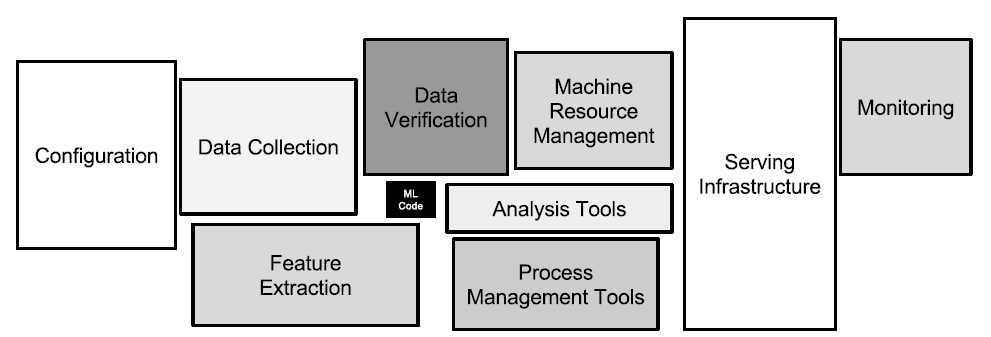 Configuration
Data Collection
Data
Verification
Machine
Resource
Management
Serving
Infrastructure
Monitoring
ML
Code
Analysis Tools
Feature
Extraction
Process
Management Tools